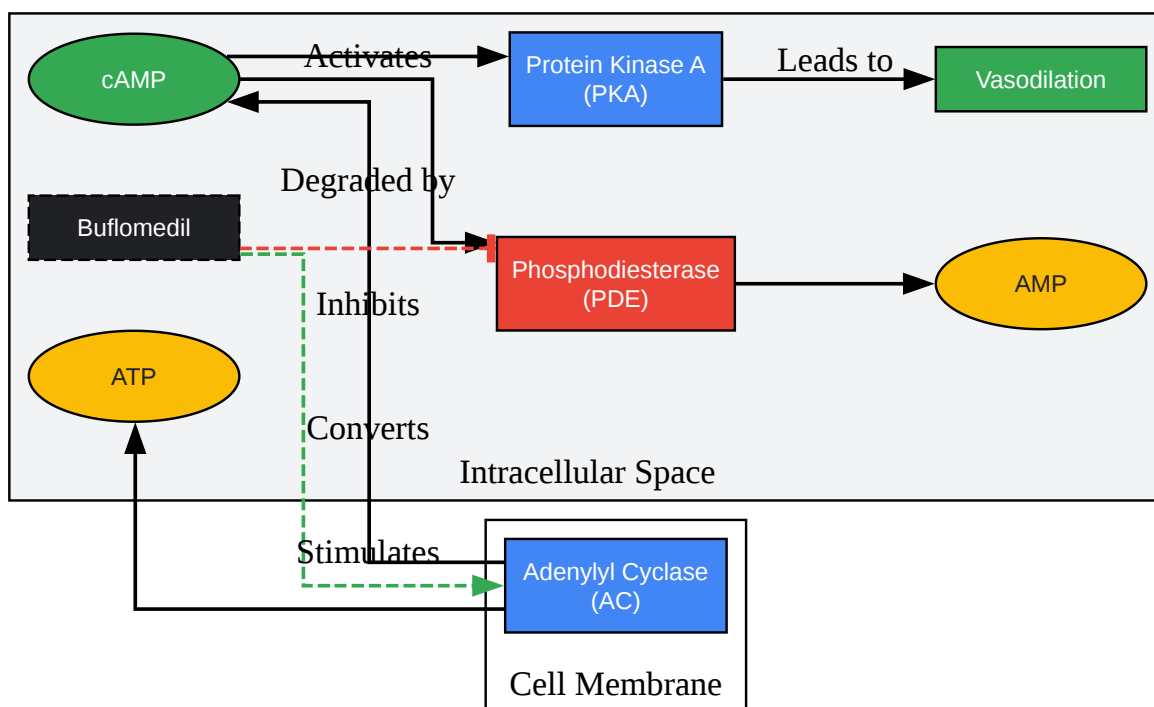 cAMP
Activates
Protein Kinase A
(PKA)
Leads to
Vasodilation
Degraded by
Buflomedil
Phosphodiesterase
(PDE)
AMP
Inhibits
ATP
Converts
Intracellular Space
Stimulates
Adenylyl Cyclase
(AC)
Cell Membrane